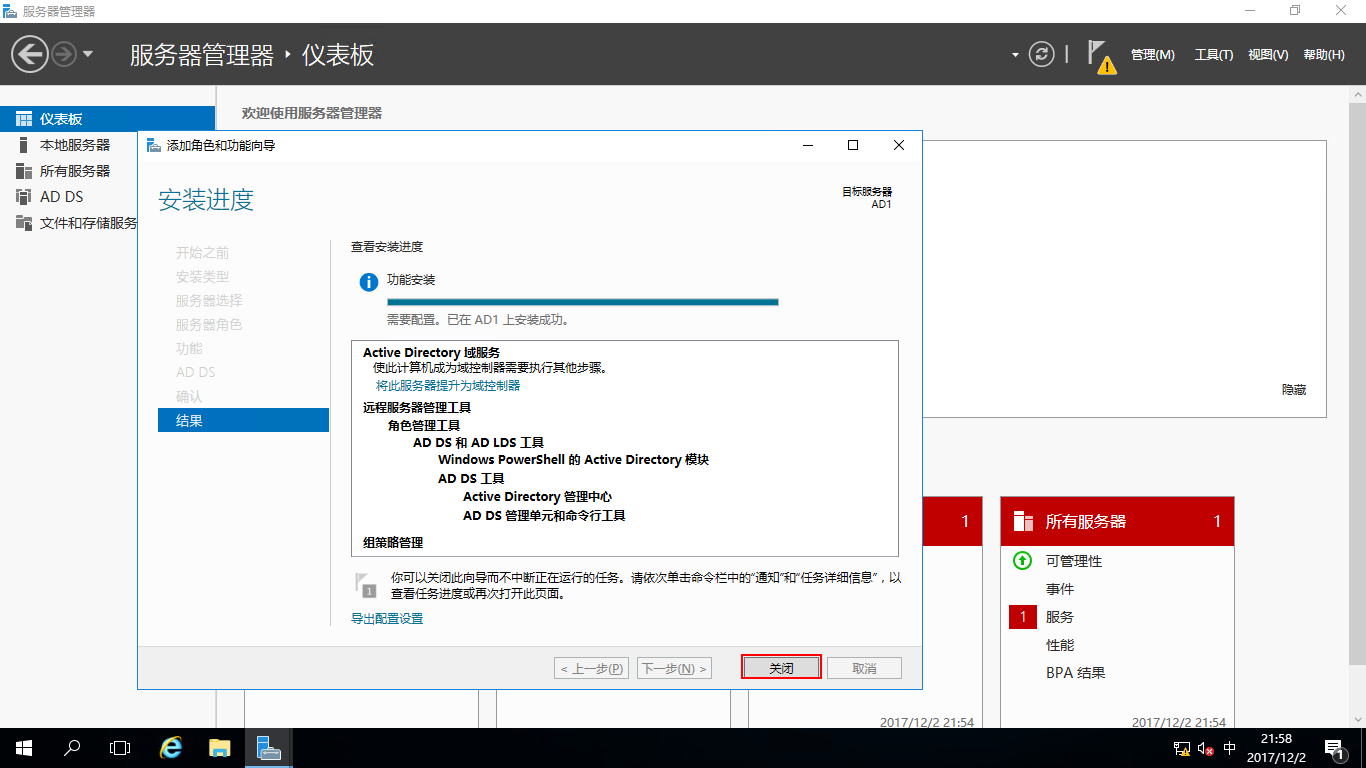 服务器管理器
服务器管理器 ‣ 仪表板
管理(M) 工具(T) 视图(V) 帮助(H)
仪表板
本地服务器
所有服务器
AD DS
文件和存储服务
欢迎使用服务器管理器
添加角色和功能向导
安装进度
目标服务器
AD1
开始之前
安装类型
服务器选择
服务器角色
功能
AD DS
确认
结果
查看安装进度
功能安装
需要配置。已在 AD1 上安装成功。
Active Directory 域服务
使此计算机成为域控制器需要执行其他步骤。
将此服务器提升为域控制器
远程服务器管理工具
角色管理工具
AD DS 和 AD LDS 工具
Windows PowerShell 的 Active Directory 模块
AD DS 工具
Active Directory 管理中心
AD DS 管理单元和命令行工具
组策略管理
1
你可以关闭此向导而不中断正在运行的任务。请依次单击命令栏中的“通知”和“任务详细信息”，以
查看任务进度或再次打开此页面。
导出配置设置
< 上一步(P) 下一步(N) > 关闭 取消
隐藏
1
所有服务器 1
可管理性
事件
1 服务
性能
BPA 结果
2017/12/2 21:54
2017/12/2 21:54
中
21:58
2017/12/2
1